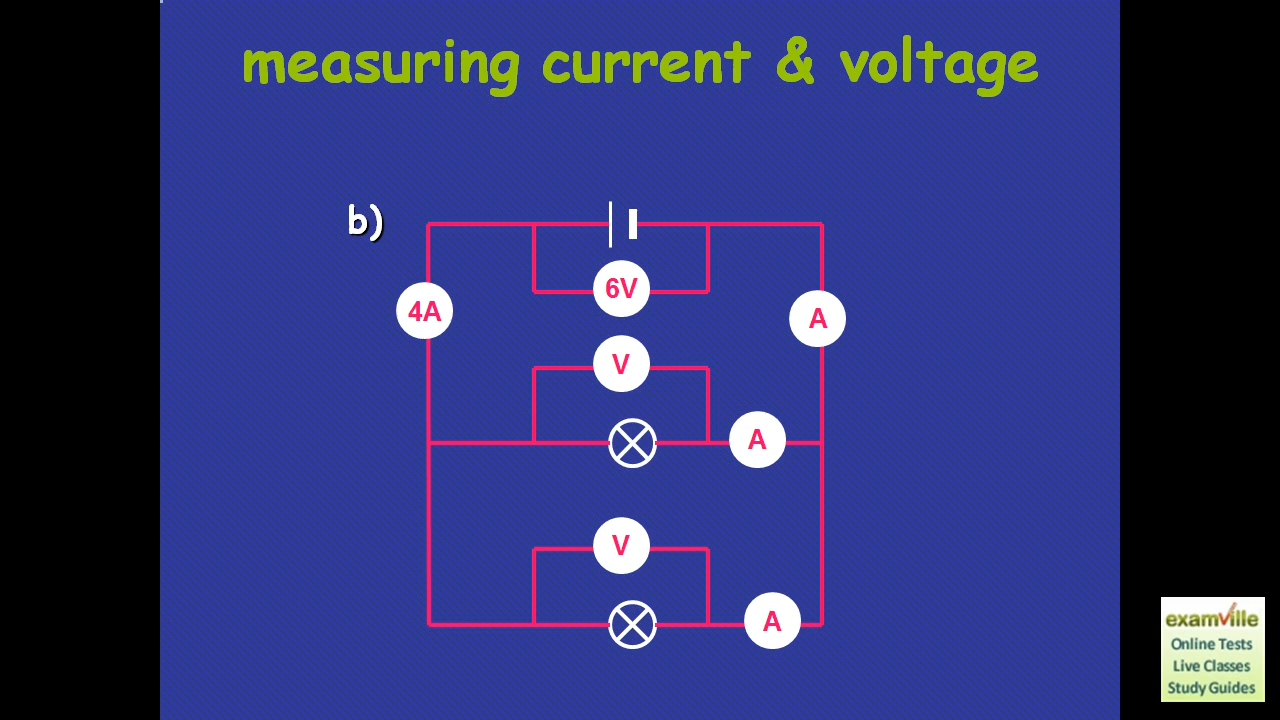 measuring current & voltage
b)
6V
4A
A
V
A
V
A
examville
Online Tests
Live Classes
Study Guides